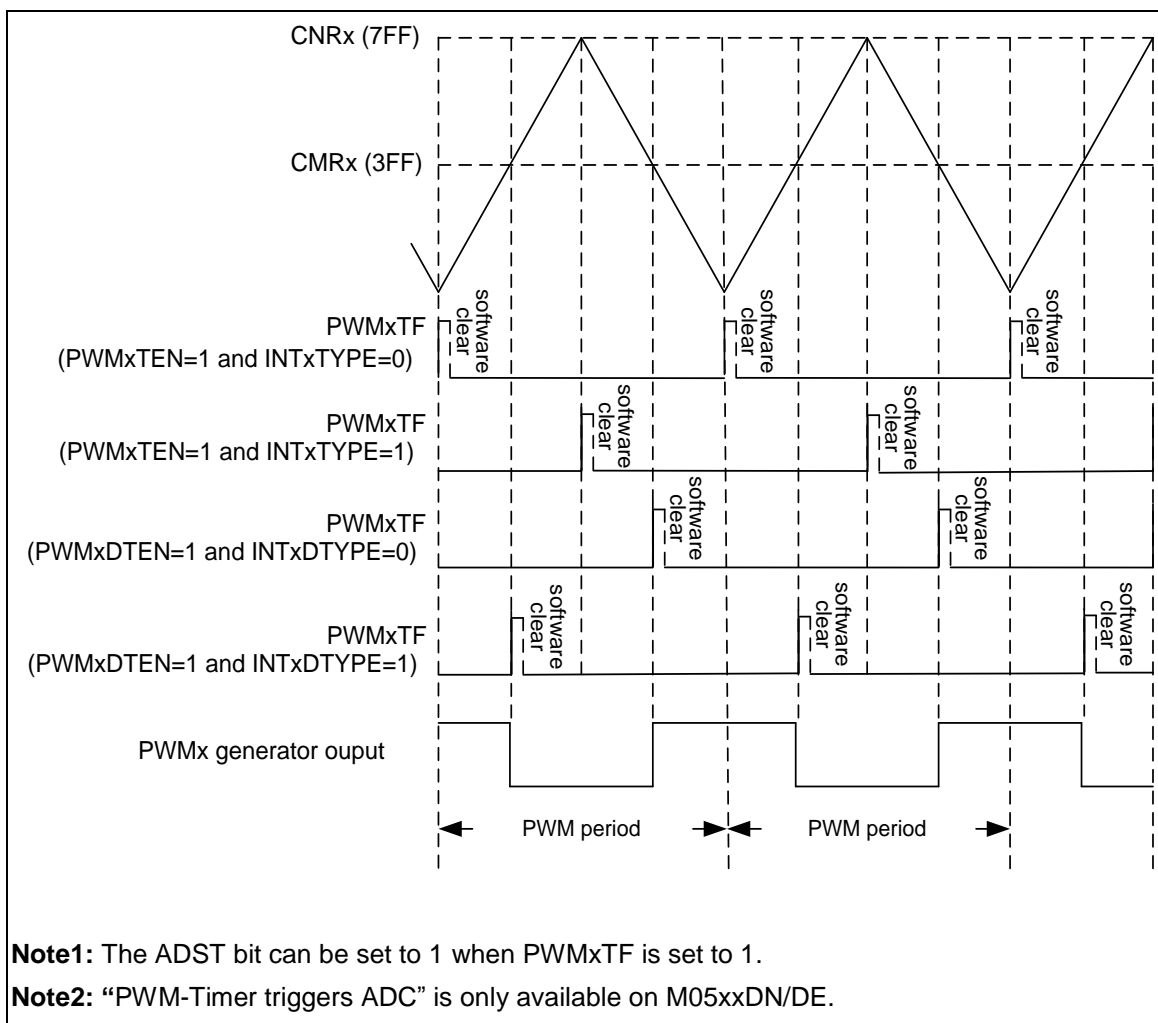 CNRx (7FF)
CMRx (3FF)
software
clear
software
clear
software
clear
PWMxTF
(PWMxTEN=1 and INTxTYPE=0)
software
clear
software
clear
PWMxTF
(PWMxTEN=1 and INTxTYPE=1)
software
clear
software
clear
PWMxTF
(PWMxDTEN=1 and INTxDTYPE=0)
software
clear
software
clear
software
clear
PWMxTF
(PWMxDTEN=1 and INTxDTYPE=1)
PWMx generator ouput
PWM period
PWM period
Note1: The ADST bit can be set to 1 when PWMxTF is set to 1.
Note2: “PWM-Timer triggers ADC” is only available on M05xxDN/DE.